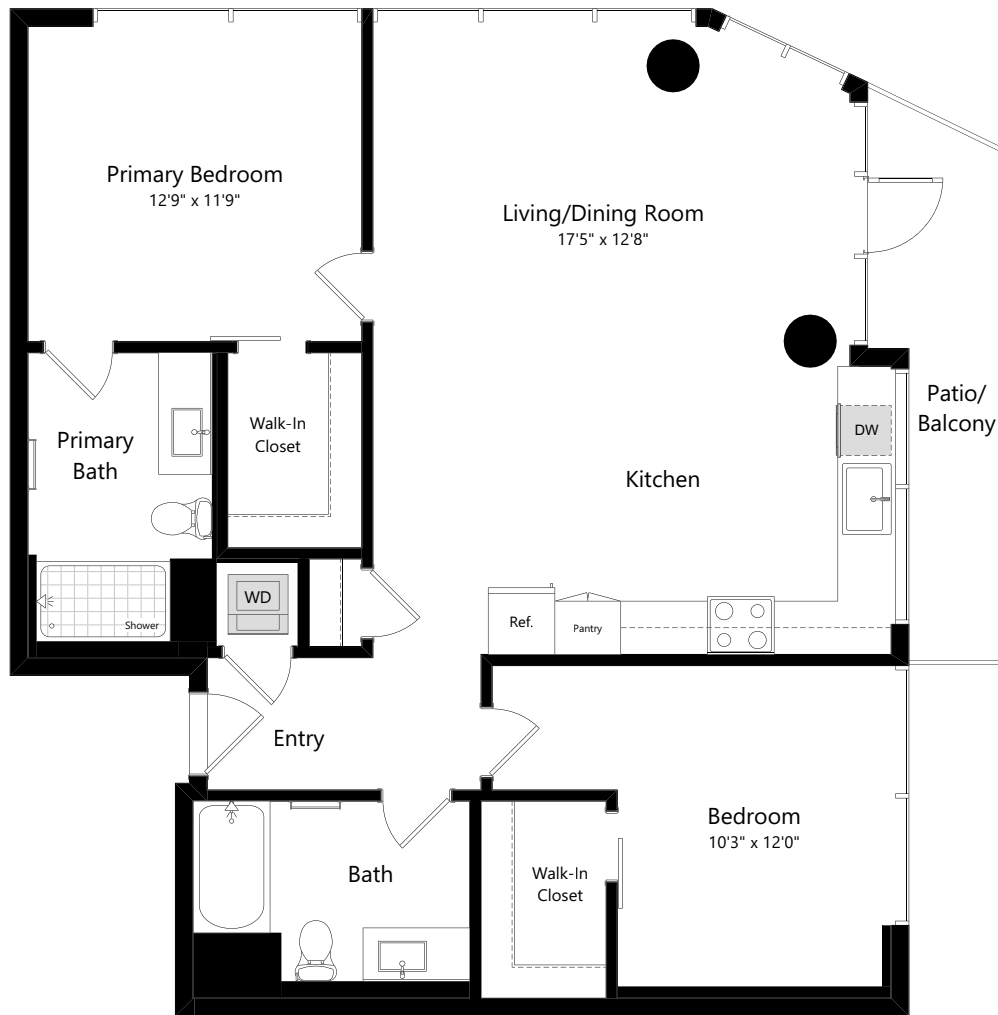 Primary Bedroom
12'9" x 11'9"
Living/Dining Room
17'5" x 12'8"
Patio/
Balcony
Walk-In
Closet
Primary
Bath
DW
Kitchen
WD
Shower
Ref.
Pantry
Entry
Bedroom
10'3" x 12'0"
Bath
Walk-In
Closet